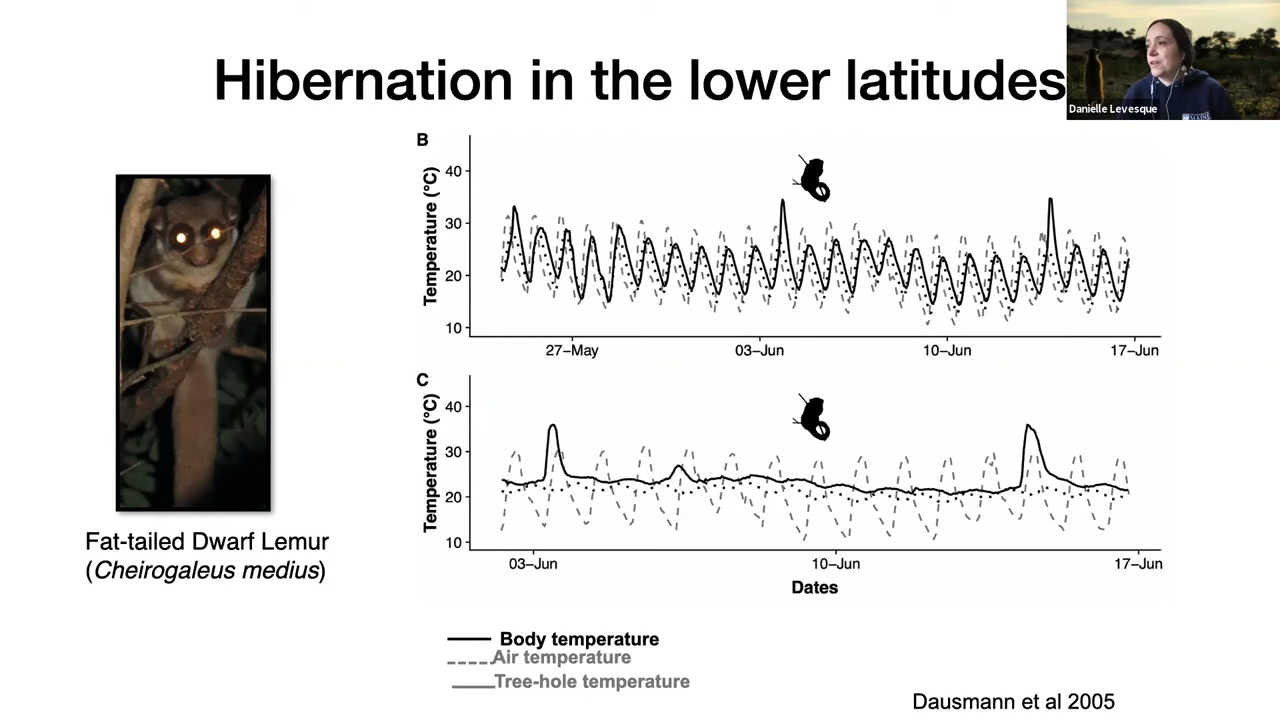 Hibernation in the lower latitudes
Danielle Levesque
MAINE
B
Temperature (°C)
40
30
20
10
27–May
03–Jun
10–Jun
17–Jun
C
Temperature (°C)
40
30
20
10
03–Jun
10–Jun
17–Jun
Dates
Fat-tailed Dwarf Lemur
(Cheirogaleus medius)
Body temperature
Air temperature
Tree-hole temperature
Dausmann et al 2005